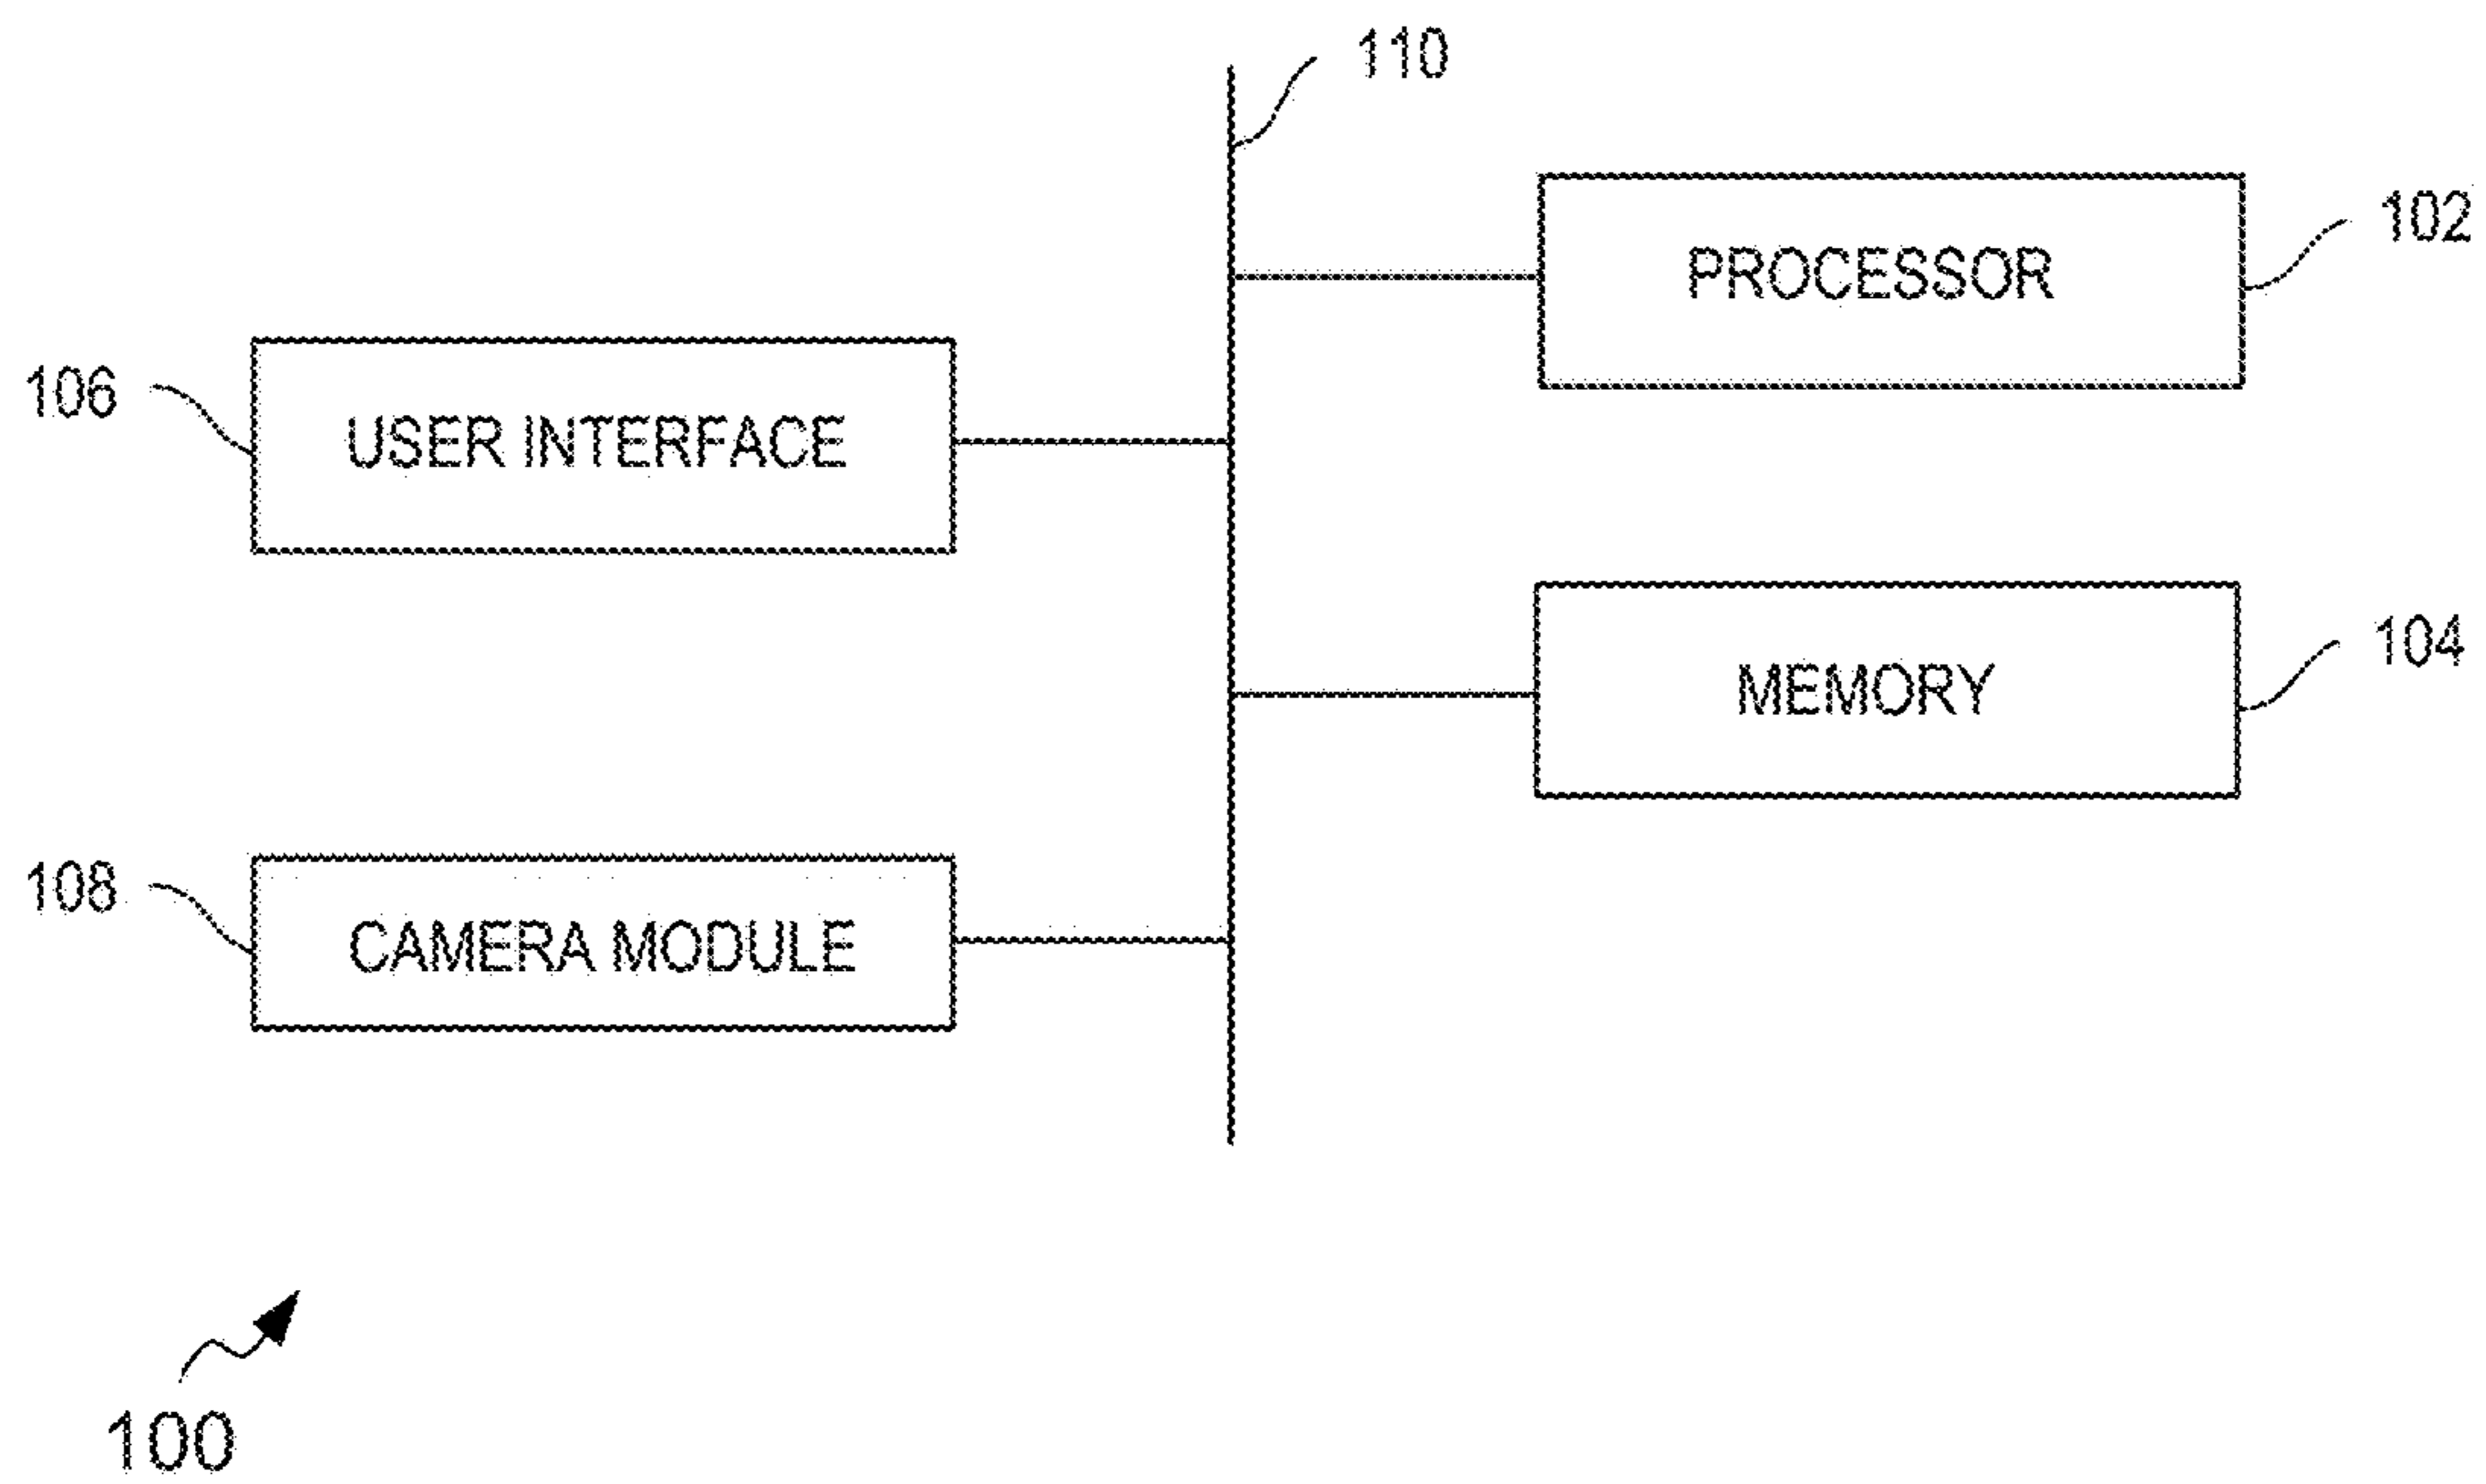 110
102
PROCESSOR
106
USER INTERFACE
104
MEMORY
108
CAMERA MODULE
100